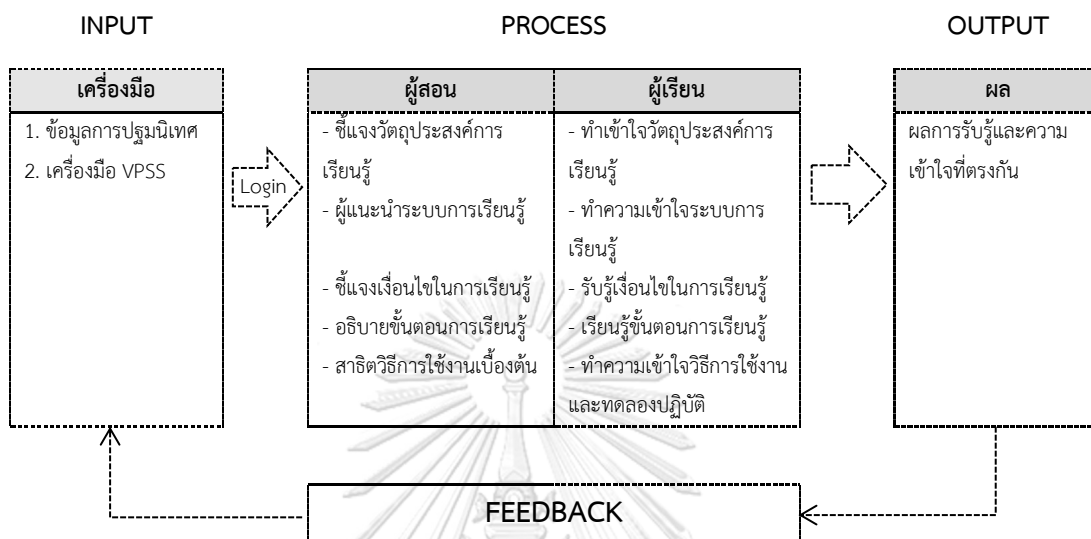 INPUT
PROCESS
OUTPUT
เครื่องมือ
1. ข้อมูลการปฐมนิเทศ
2. เครื่องมือ VPSS
Login
ผู้สอน
- ชี้แจงวัตถุประสงค์การ
เรียนรู้
- ผู้แนะนำระบบการเรียนรู้
- ชี้แจงเงื่อนไขในการเรียนรู้
- อธิบายขั้นตอนการเรียนรู้
- สาธิตวิธีการใช้งานเบื้องต้น
ผู้เรียน
- ทำเข้าใจวัตถุประสงค์การ
เรียนรู้
- ทำความเข้าใจระบบการ
เรียนรู้
- รับรู้เงื่อนไขในการเรียนรู้
- เรียนรู้ขั้นตอนการเรียนรู้
- ทำความเข้าใจวิธีการใช้งาน
และทดลองปฏิบัติ
ผล
ผลการรับรู้และความ
เข้าใจที่ตรงกัน
FEEDBACK